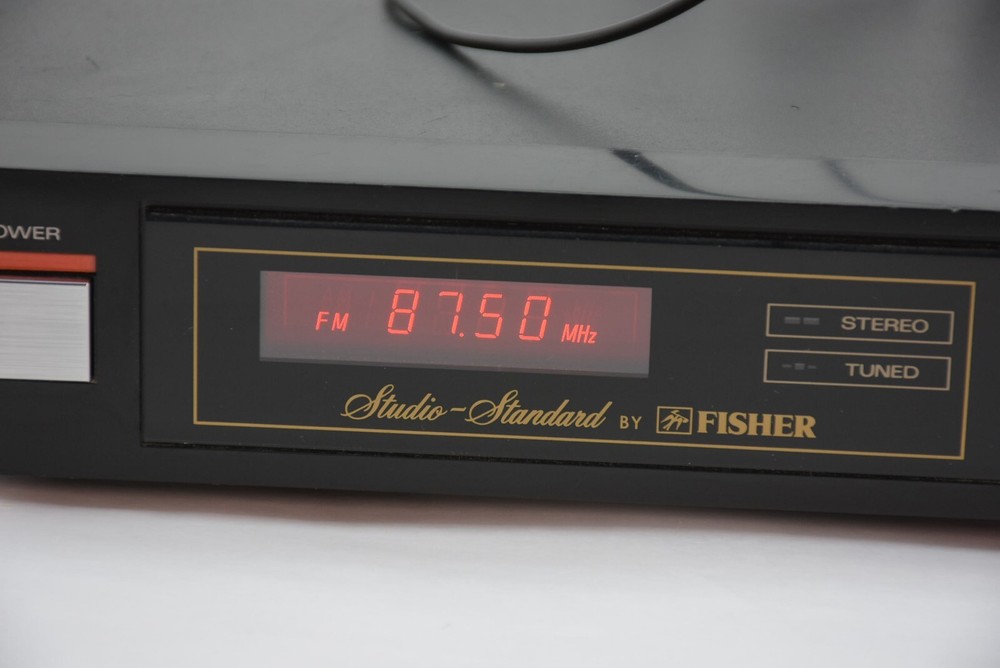 POWER
FM 87.50 MHz
STEREO
TUNED
Studio-Standard BY FISHER